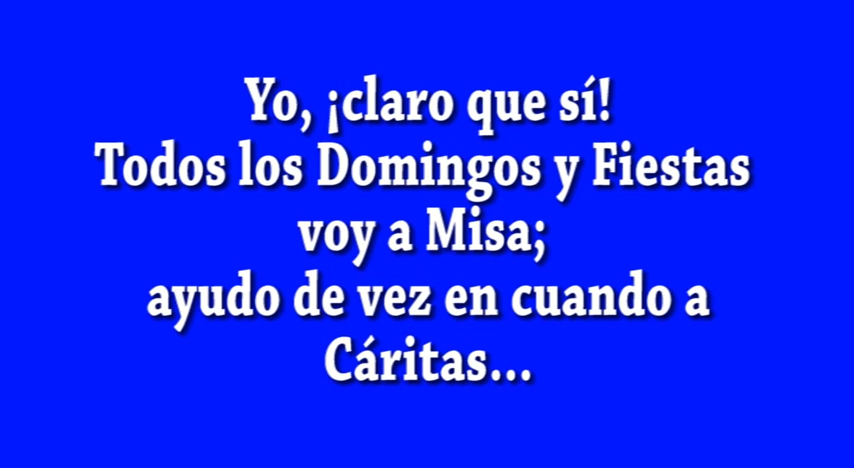 Yo, ¡claro que sí!
Todos los Domingos y Fiestas
voy a Misa;
ayudo de vez en cuando a
Cáritas...